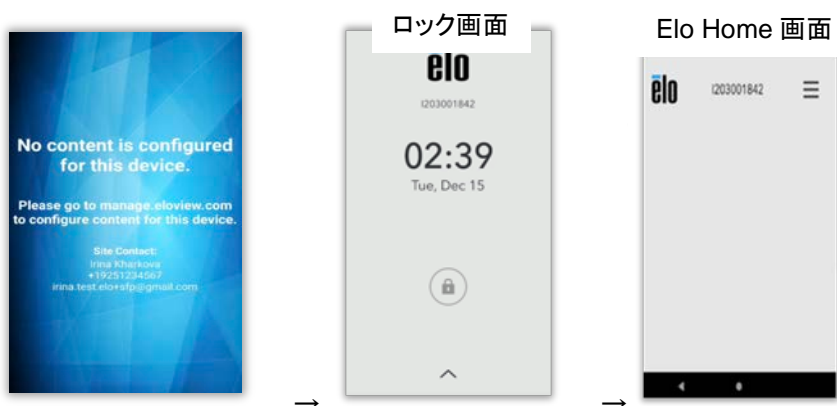 No content is configured
for this device.
Please go to manage.eloview.com
to configure content for this device.
Site Contact:
Irina Kharkova
+19251234567
irina.test.elo+sfp@gmail.com
→
ロック画面
elo
I203001842
02:39
Tue, Dec 15
→
Elo Home 画面
elo
I203001842